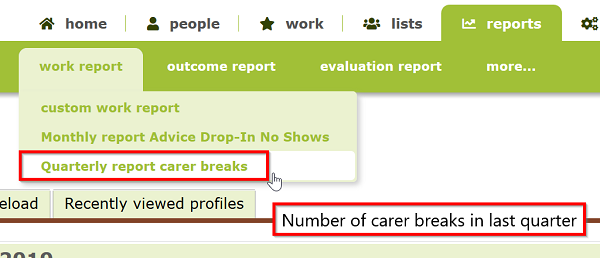 home people work lists reports
work report outcome report evaluation report more...
custom work report
Monthly report Advice Drop-In No Shows
Quarterly report carer breaks
eload Recently viewed profiles
Number of carer breaks in last quarter
2010